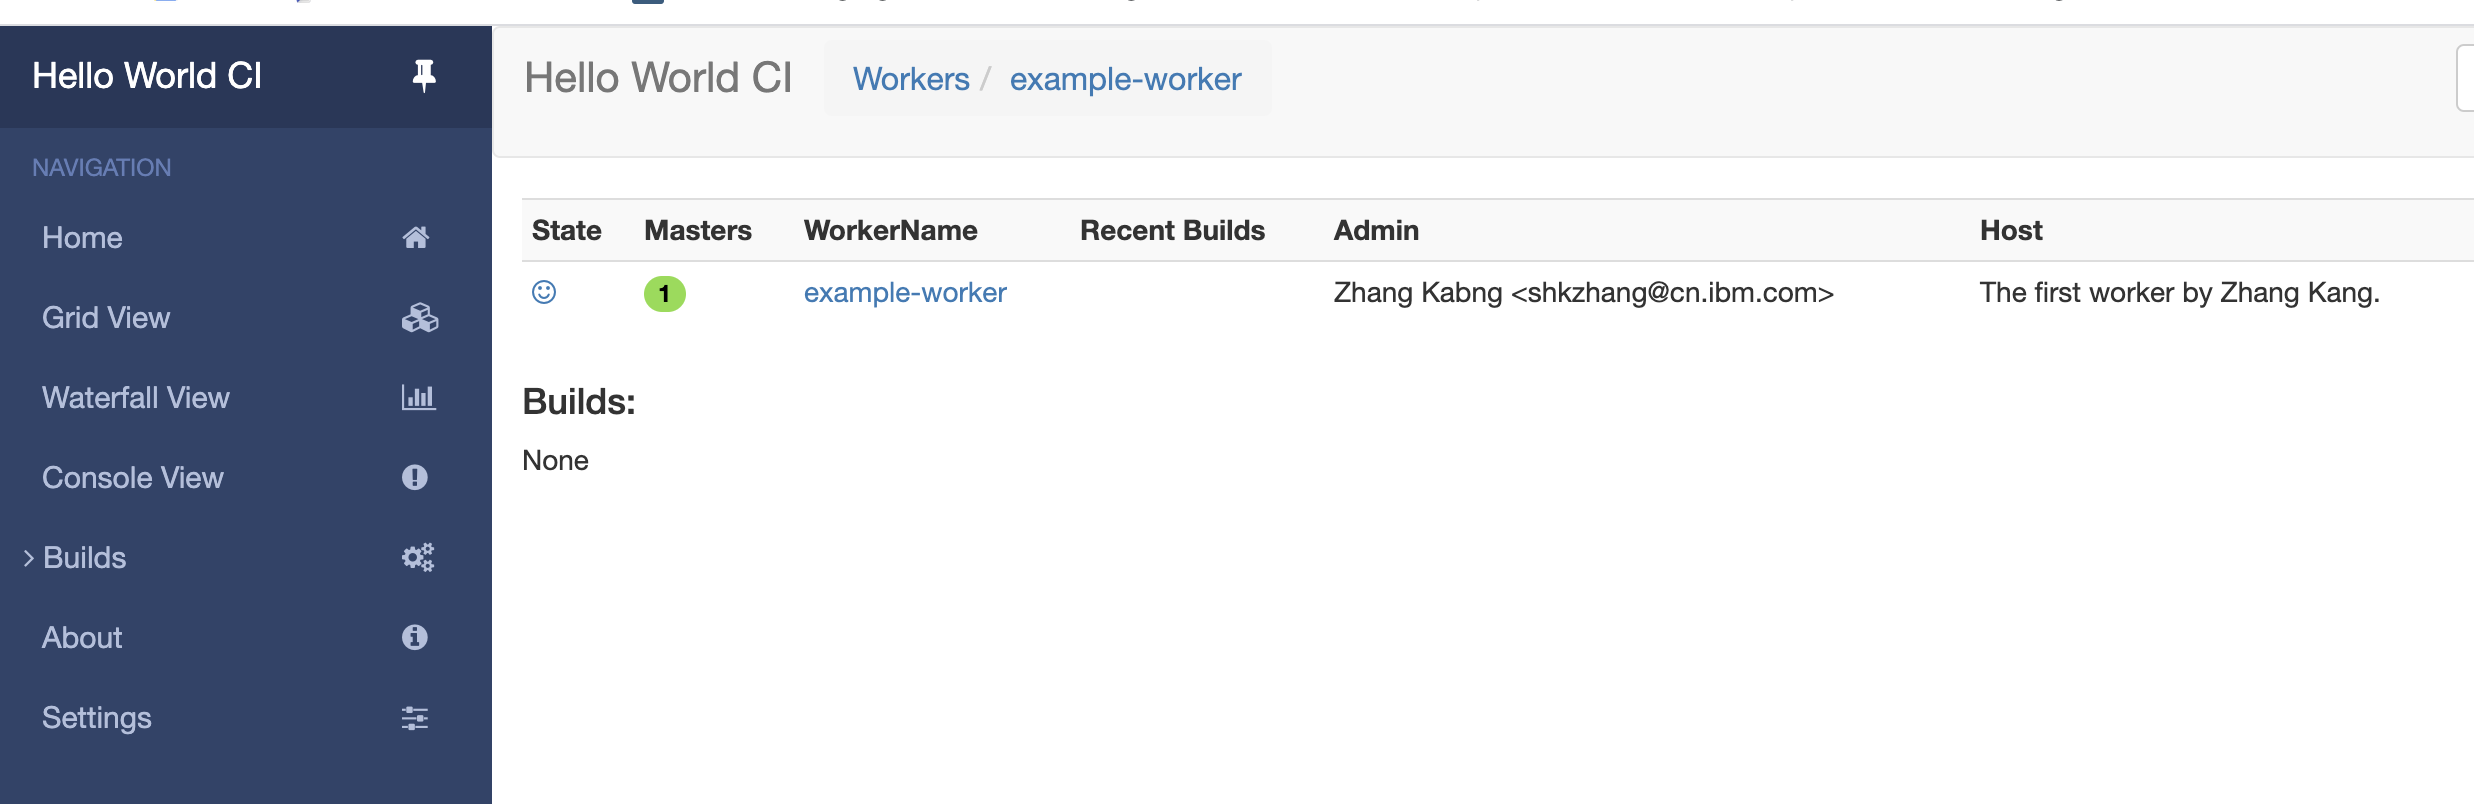 Hello World CI
NAVIGATION
Home
Grid View
Waterfall View
Console View
Builds
About
Settings
Hello World CI Workers / example-worker
State Masters WorkerName Recent Builds Admin Host
1 example-worker Zhang Kabng <shkzhang@cn.ibm.com> The first worker by Zhang Kang.
Builds:
None